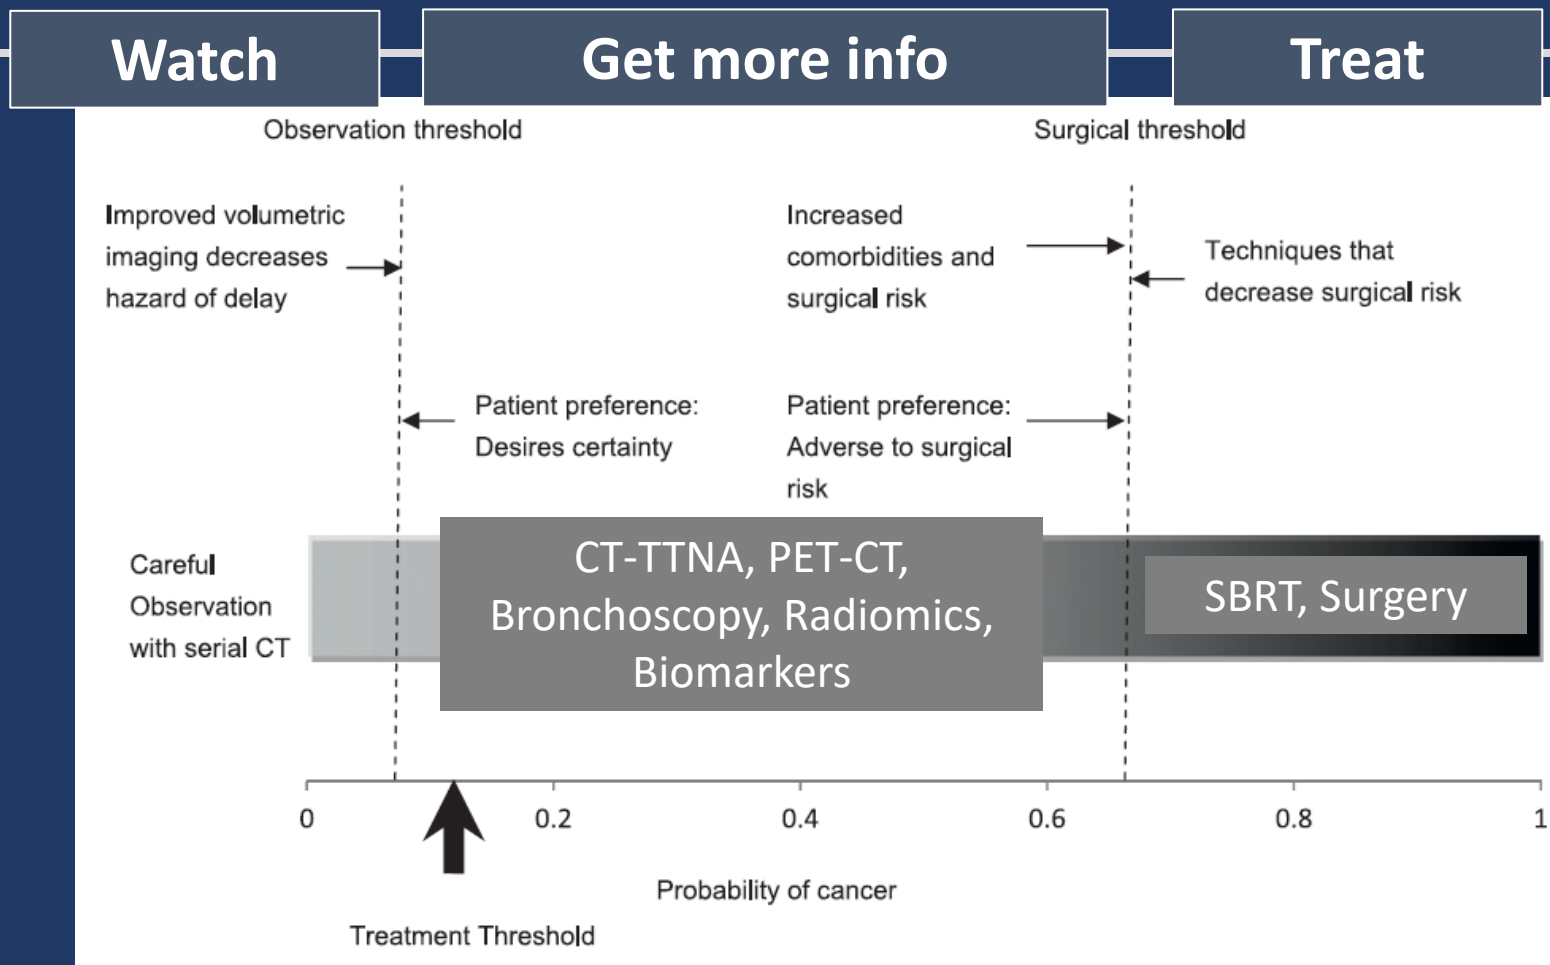 Watch
Get more info
Treat
Observation threshold
Surgical threshold
Improved volumetric
imaging decreases
hazard of delay
Increased
comorbidities and
surgical risk
Techniques that
decrease surgical risk
Patient preference:
Desires certainty
Patient preference:
Adverse to surgical
risk
Careful
Observation
with serial CT
CT-TTNA, PET-CT,
Bronchoscopy, Radiomics,
Biomarkers
SBRT, Surgery
0
0.2
0.4
0.6
0.8
1
Probability of cancer
Treatment Threshold